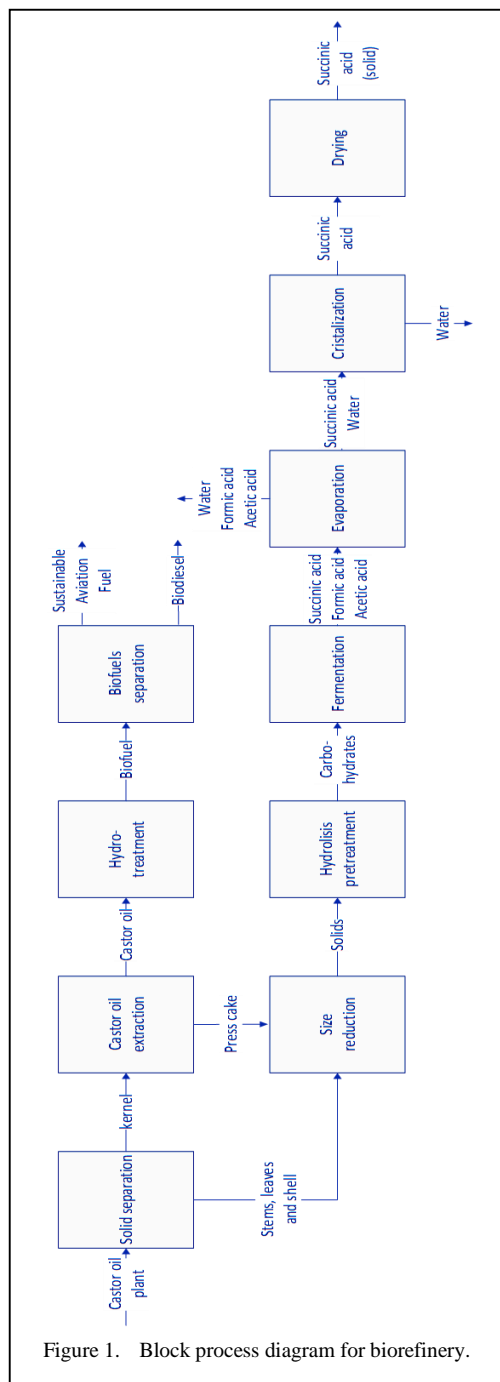 Castor oil
plant
Solid separation
kernel
Stems, leaves
and shell
Castor oil
extraction
Press cake
Castor oil
Hydro-
treatment
Biofuel
Biofuels
separation
Sustainable
Aviation
Fuel
Biodiesel
Size
reduction
Solids
Hydrolisis
pretreatment
Carbo-
hydrates
Fermentation
Succinic acid
Formic acid
Acetic acid
Evaporation
Water
Formic acid
Acetic acid
Succinic acid
Water
Cristalization
Water
Succinic
acid
Drying
Succinic
acid
(solid)
Figure 1. Block process diagram for biorefinery.